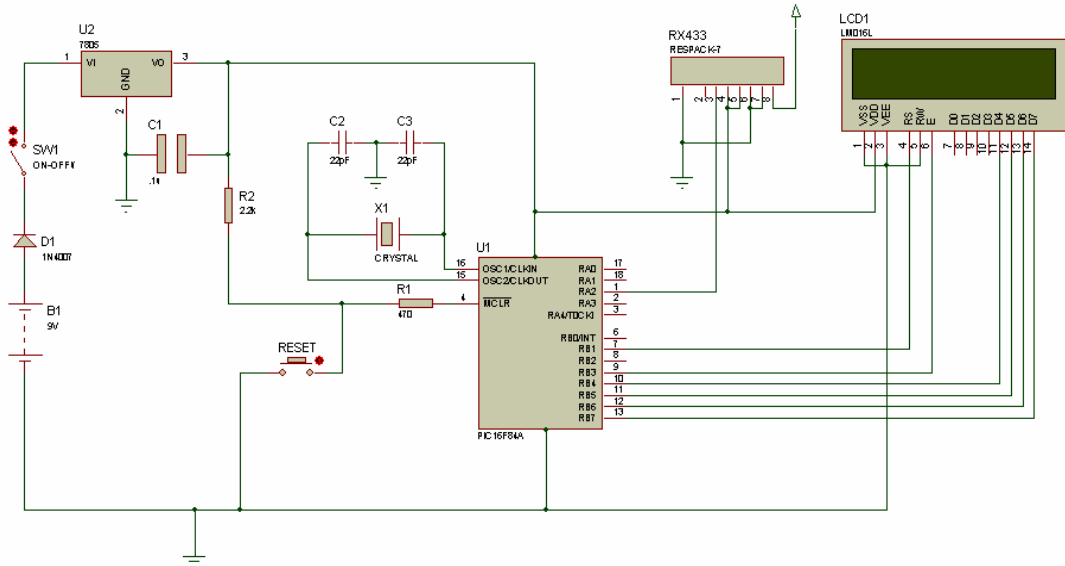 U2
7805
1 VI VO 3
GND
2
C1
.1u
SW1
ON-OFF
D1
1N4007
B1
9V
R2
2.2k
C2
22pF
C3
22pF
X1
CRYSTAL
R1
470
RESET
U1
16 OSC1/CLKIN
15 OSC2/CLKOUT
4 MCLR
RA0 17
RA1 18
RA2 1
RA3 2
RA4/T0CKI 3
RB0/INT 6
RB1 7
RB2 8
RB3 9
RB4 10
RB5 11
RB6 12
RB7 13
PIC16F84A
RX433
RESPACK-7
1 2 3 4 5 6 7 8
LCD1
LM016L
VSS VDD VEE RS RW E D0 D1 D2 D3 D4 D5 D6 D7
1 2 3 4 5 6 7 8 9 10 11 12 13 14